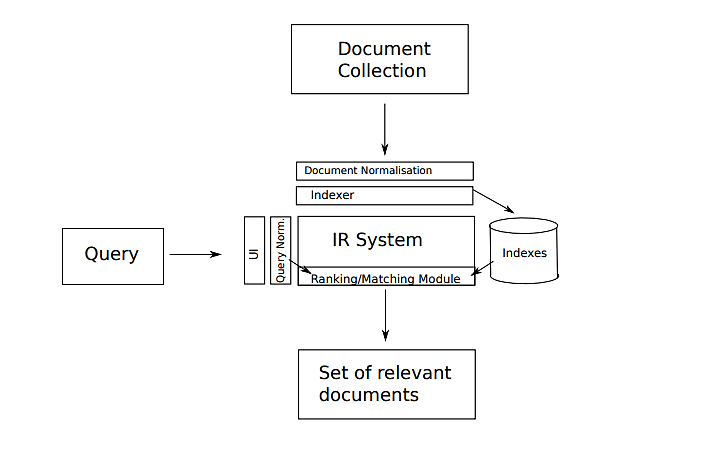 Document
Collection
Document Normalisation
Indexer
Query
UI
Query Norm.
IR System
Indexes
Ranking/Matching Module
Set of relevant
documents